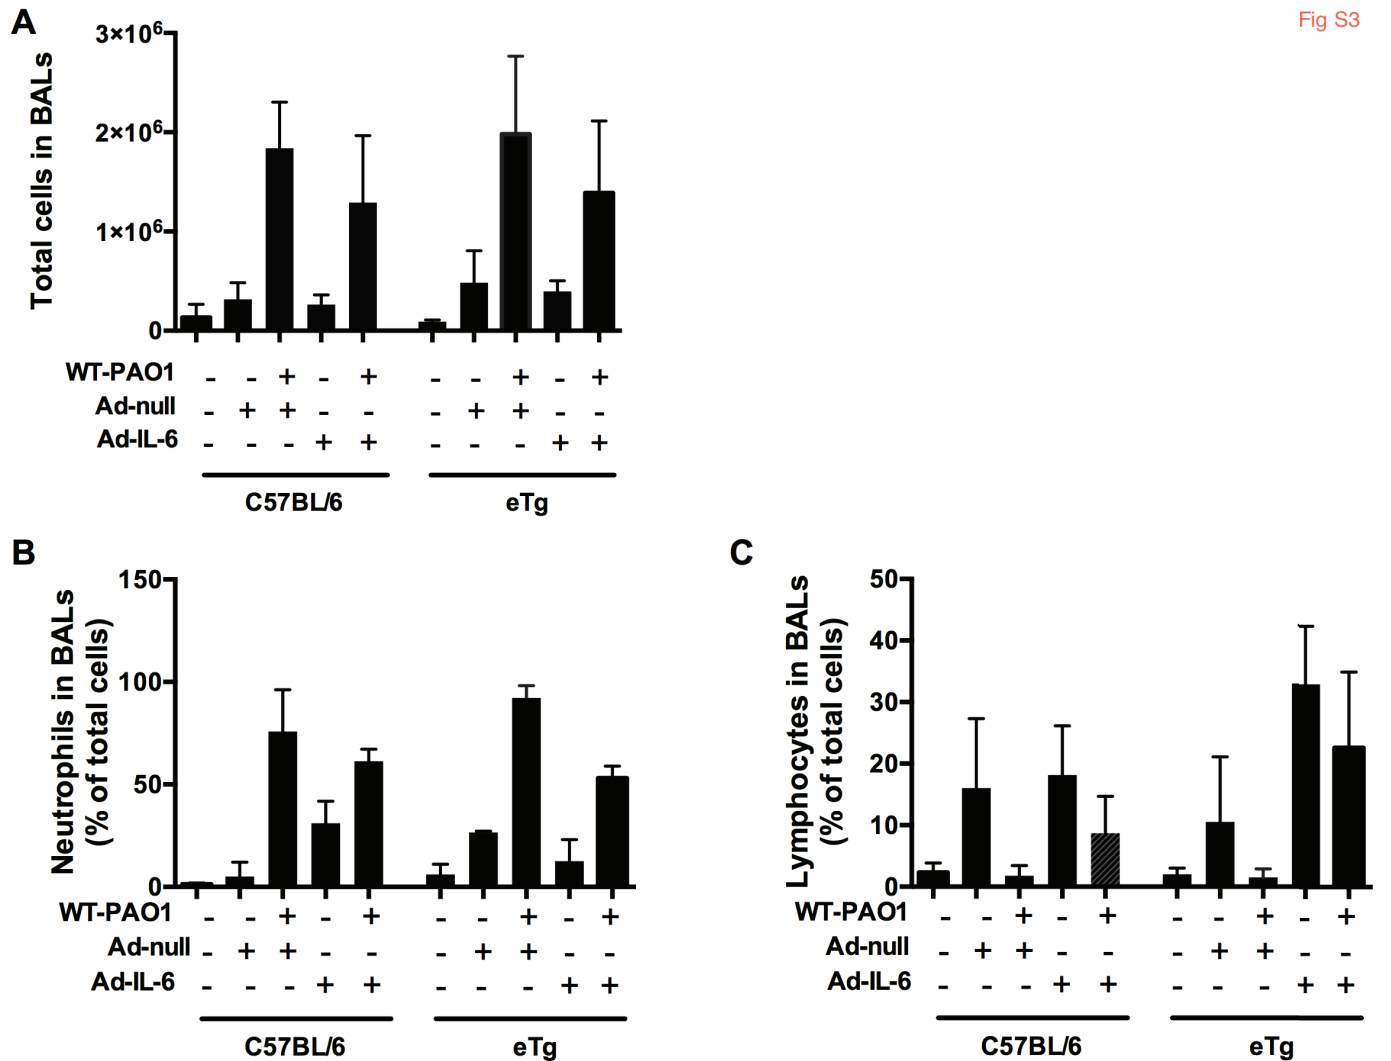 A
Fig S3
Total cells in BALs
3×10⁶
2×10⁶
1×10⁶
0
WT-PAO1 - - + - + - - + - +
Ad-null - + + - - - + + - -
Ad-IL-6 - - - + + - - - + +
C57BL/6 eTg
B
Neutrophils in BALs
(% of total cells)
150
100
50
0
WT-PAO1 - - + - + - - + - +
Ad-null - + + - - - + + - -
Ad-IL-6 - - - + + - - - + +
C57BL/6 eTg
C
Lymphocytes in BALs
(% of total cells)
50
40
30
20
10
0
WT-PAO1 - - + - + - - + - +
Ad-null - + + - - - + + - -
Ad-IL-6 - - - + + - - - + +
C57BL/6 eTg